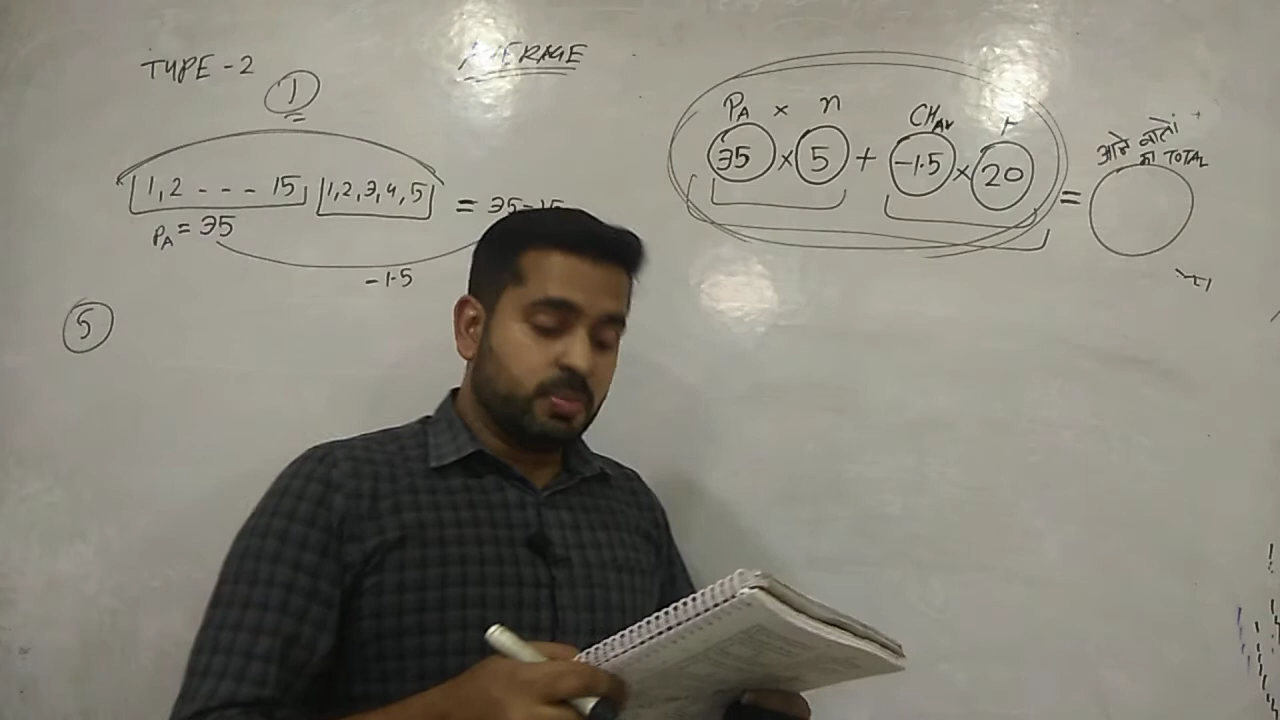 TYPE - 2
AVERAGE
1
1, 2 - - - 15 1, 2, 3, 4, 5 = 35-15
PA = 35
-1.5
5
PA × n CHAv r
35 × 5 + -1.5 × 20 =
आने वालो
का TOTAL